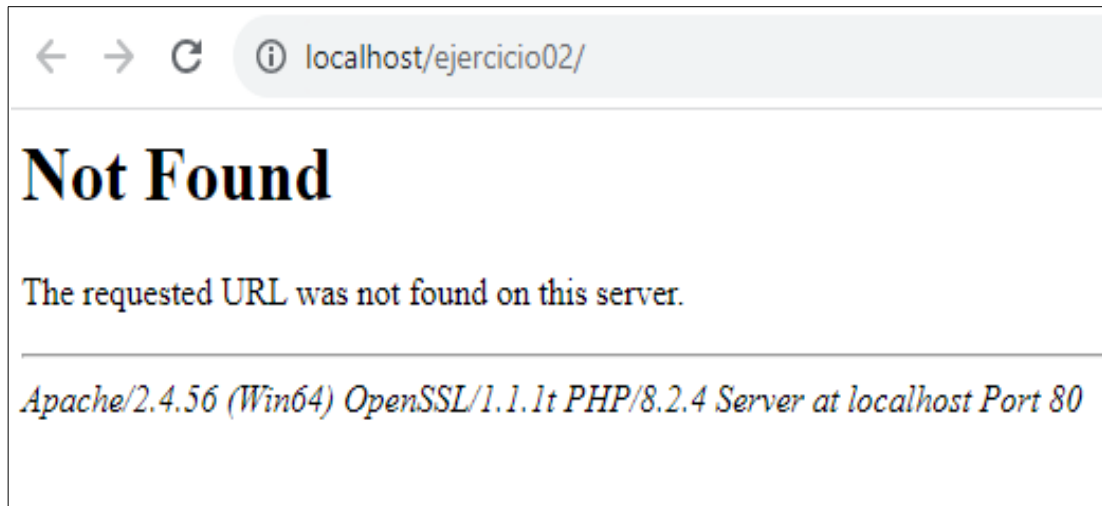 localhost/ejercicio02/
Not Found
The requested URL was not found on this server.
Apache/2.4.56 (Win64) OpenSSL/1.1.1t PHP/8.2.4 Server at localhost Port 80